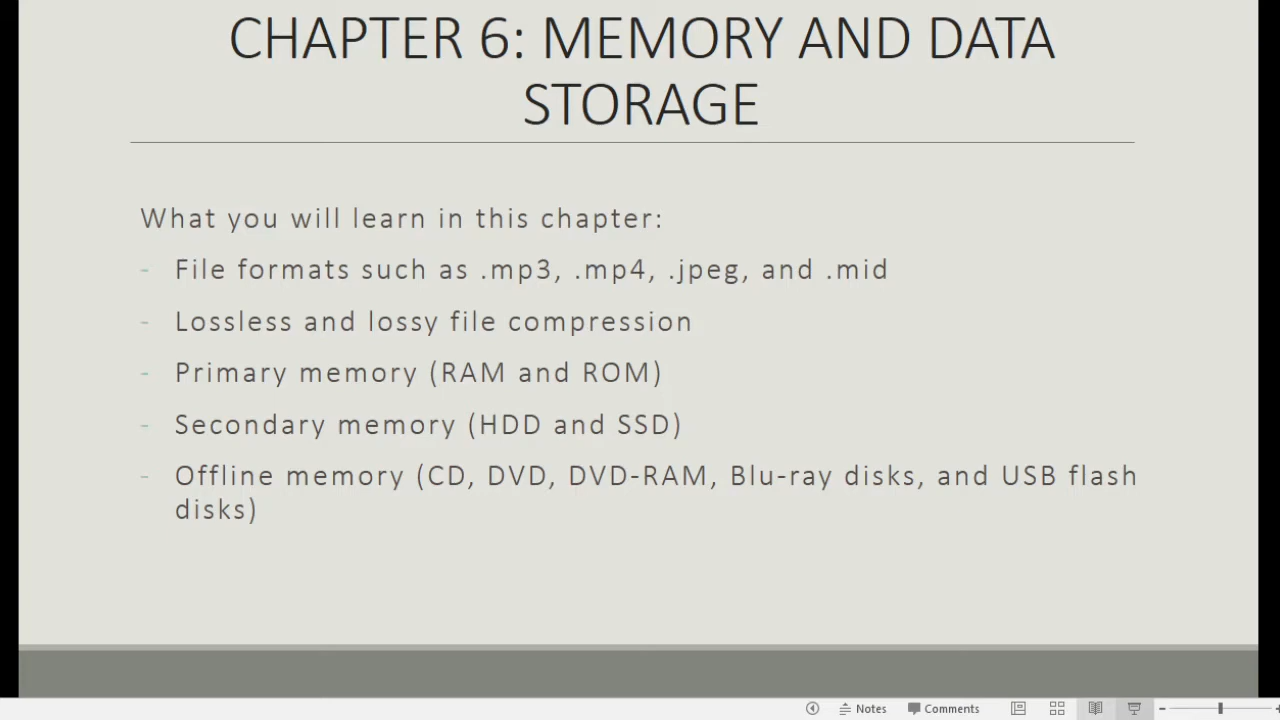 CHAPTER 6: MEMORY AND DATA
STORAGE
What you will learn in this chapter:
- File formats such as .mp3, .mp4, .jpeg, and .mid
- Lossless and lossy file compression
- Primary memory (RAM and ROM)
- Secondary memory (HDD and SSD)
- Offline memory (CD, DVD, DVD-RAM, Blu-ray disks, and USB flash
disks)
Notes Comments